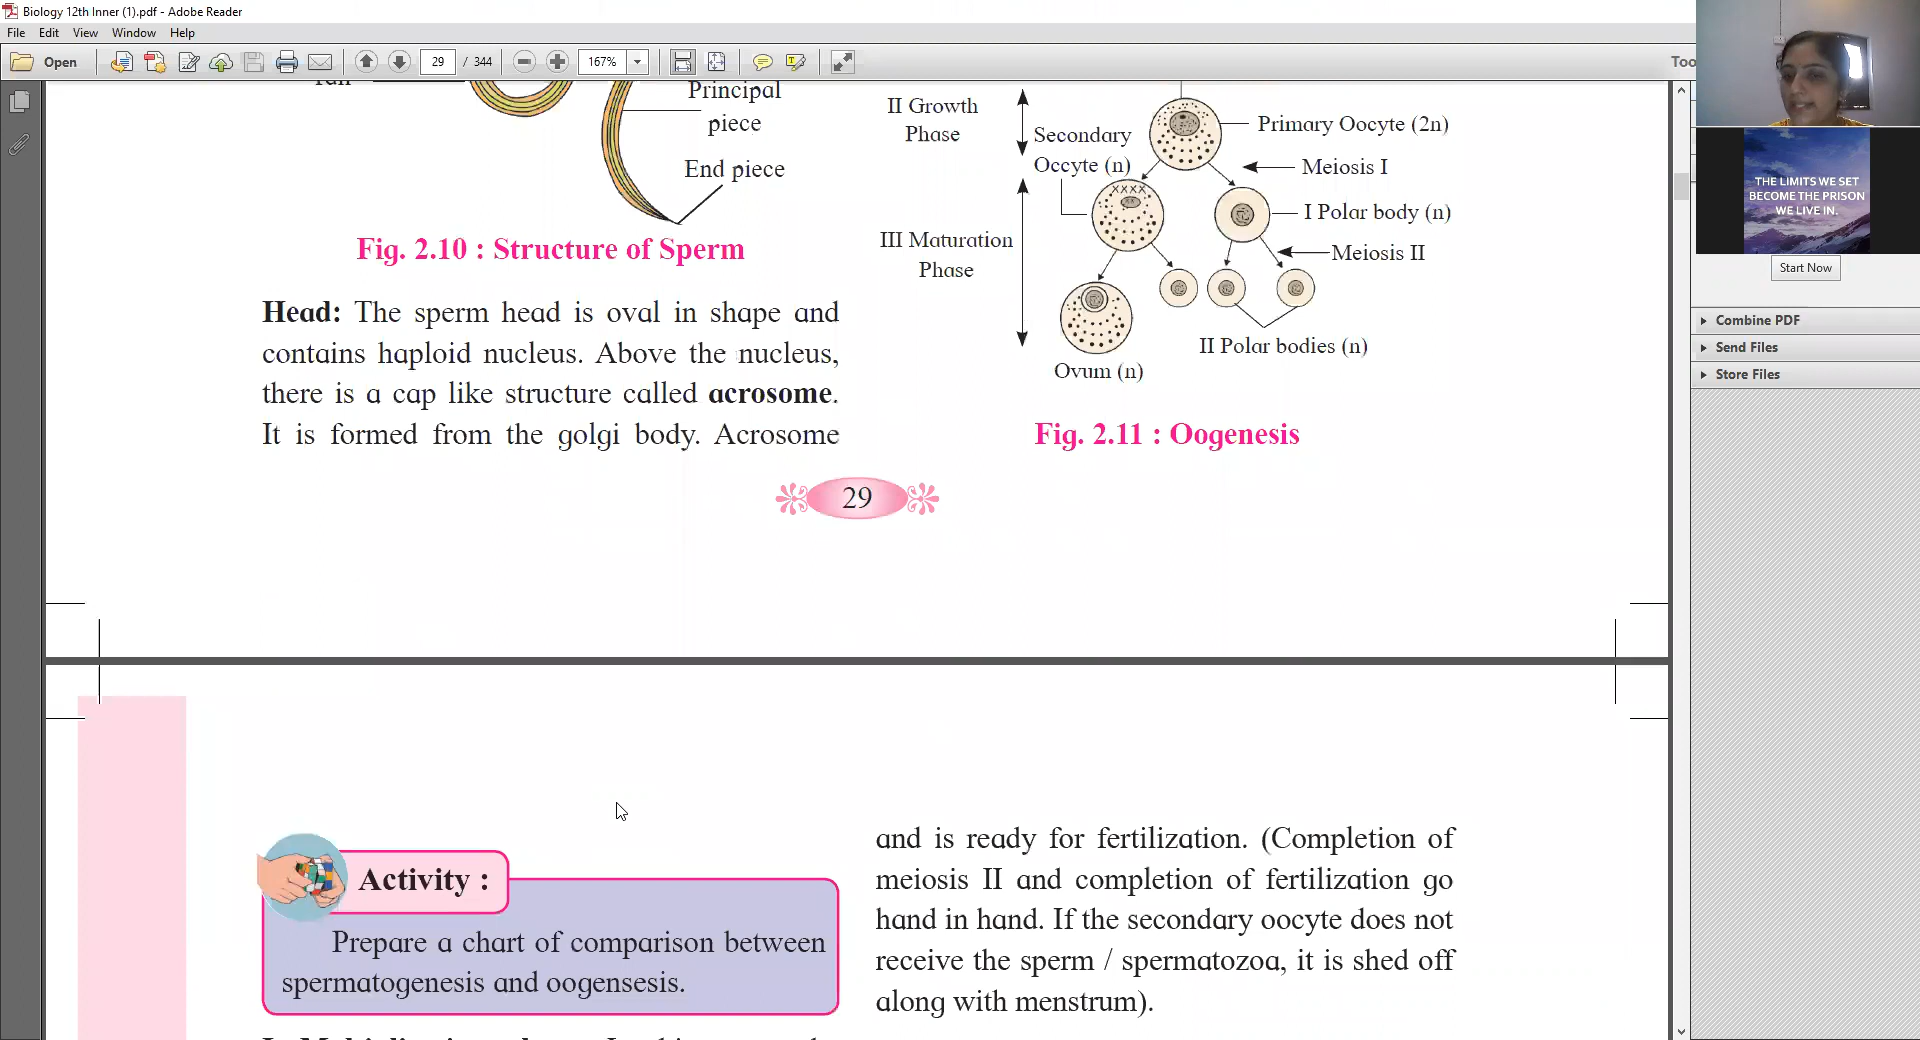 Biology 12th Inner (1).pdf - Adobe Reader
File Edit View Window Help
Open
29 / 344
167%
Too
Principal
piece
End piece
Fig. 2.10 : Structure of Sperm
Head: The sperm head is oval in shape and
contains haploid nucleus. Above the nucleus,
there is a cap like structure called acrosome.
It is formed from the golgi body. Acrosome
II Growth
Phase
Secondary
Occyte (n)
Primary Oocyte (2n)
Meiosis I
XXXX
I Polar body (n)
III Maturation
Phase
Meiosis II
II Polar bodies (n)
Ovum (n)
Fig. 2.11 : Oogenesis
29
Activity :
Prepare a chart of comparison between
spermatogenesis and oogensesis.
and is ready for fertilization. (Completion of
meiosis II and completion of fertilization go
hand in hand. If the secondary oocyte does not
receive the sperm / spermatozoa, it is shed off
along with menstrum).
THE LIMITS WE SET
BECOME THE PRISON
WE LIVE IN.
Start Now
Combine PDF
Send Files
Store Files